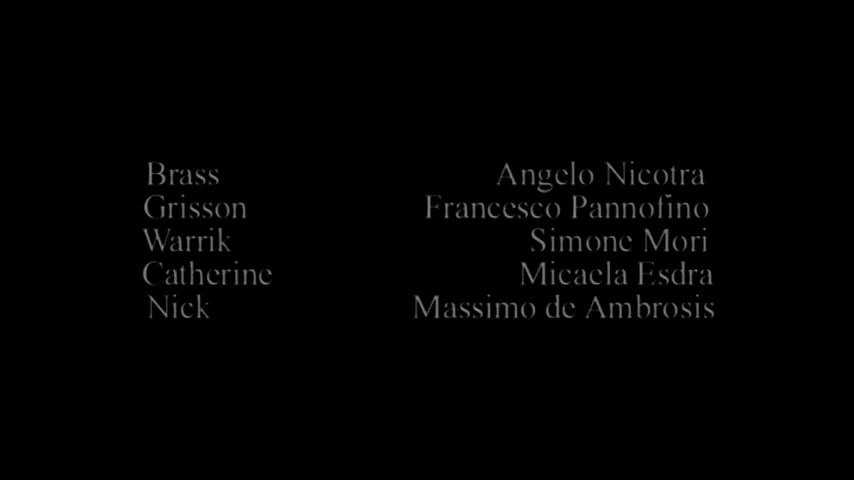 Brass Angelo Nicotra
Grisson Francesco Pannofino
Warrik Simone Mori
Catherine Micaela Esdra
Nick Massimo de Ambrosis